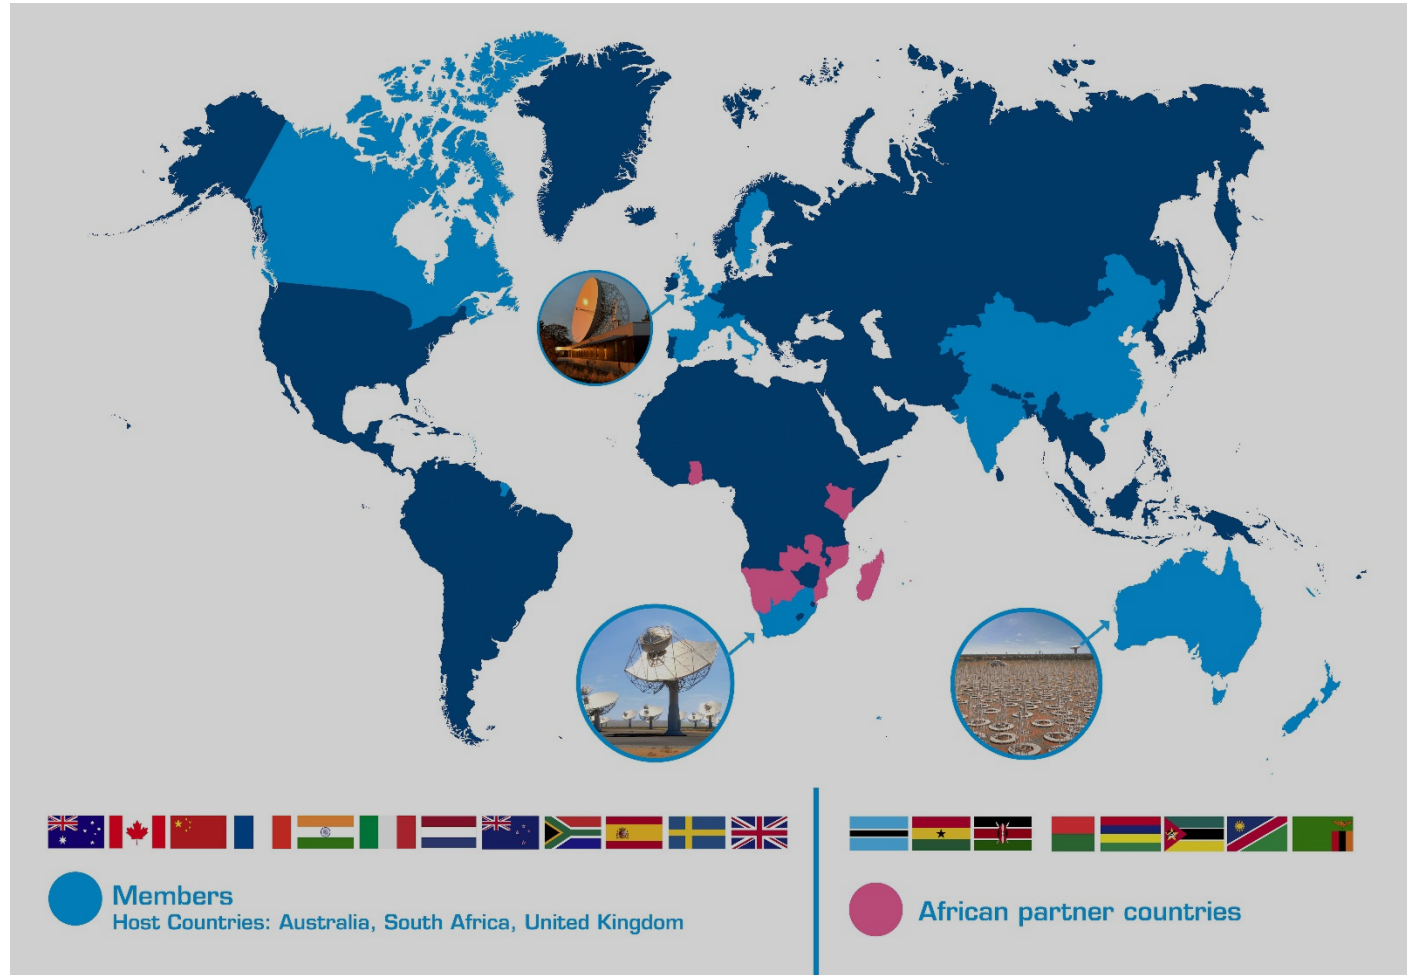 Members
Host Countries: Australia, South Africa, United Kingdom
African partner countries